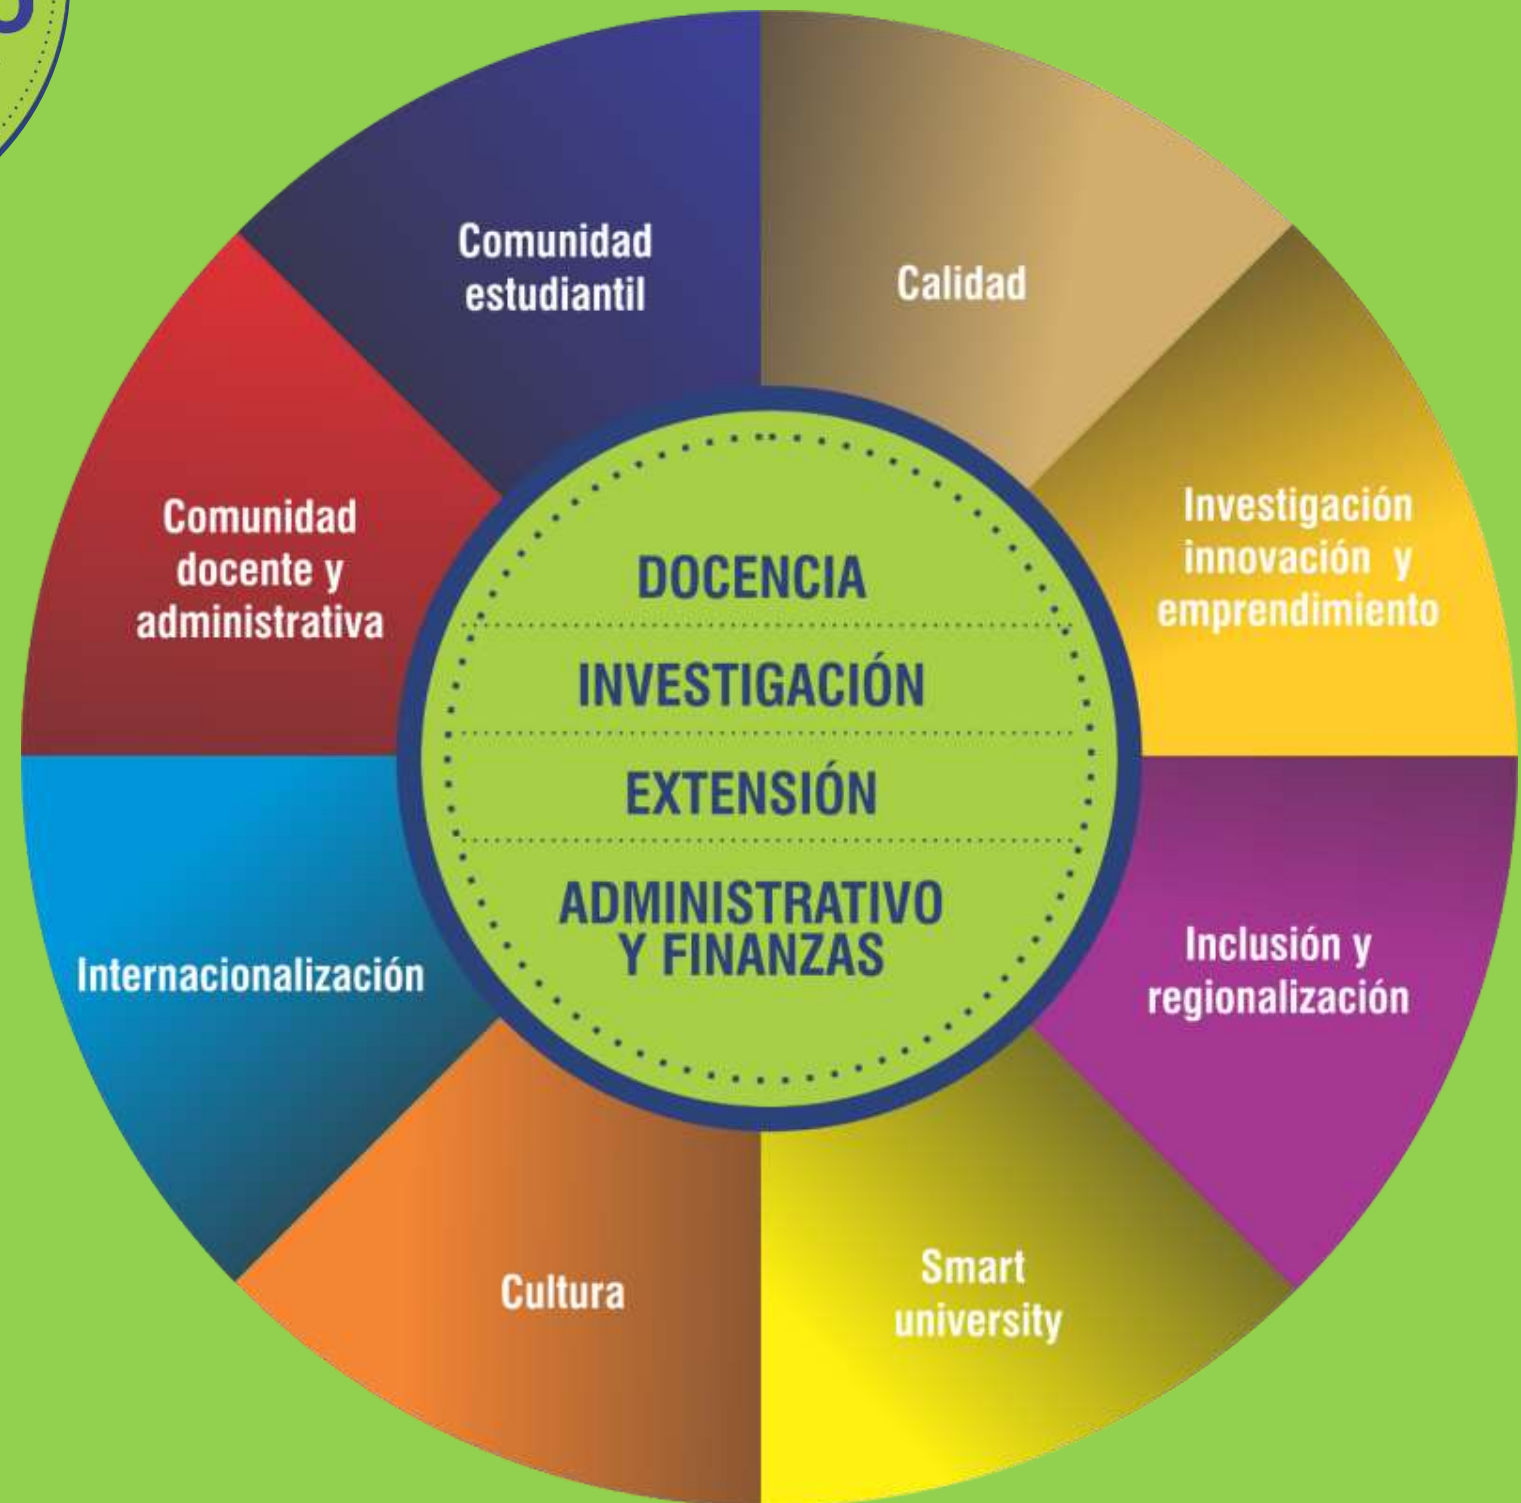 Comunidad
estudiantil
Calidad
Investigación
innovación y
emprendimiento
Inclusión y
regionalización
Smart
university
Cultura
Internacionalización
Comunidad
docente y
administrativa
DOCENCIA
INVESTIGACIÓN
EXTENSIÓN
ADMINISTRATIVO
Y FINANZAS